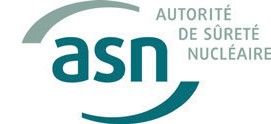 asn
AUTORITÉ
DE SÛRETÉ
NUCLÉAIRE